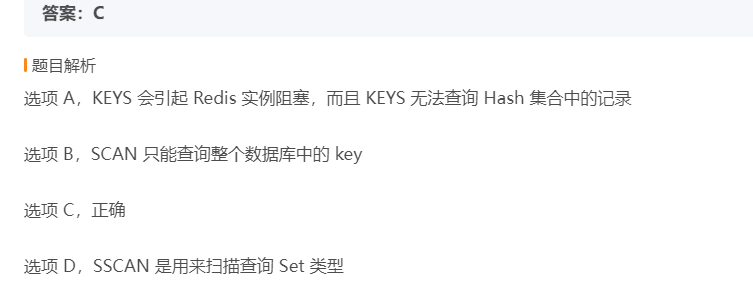 答案：C
题目解析
选项 A，KEYS 会引起 Redis 实例阻塞，而且 KEYS 无法查询 Hash 集合中的记录
选项 B，SCAN 只能查询整个数据库中的 key
选项 C，正确
选项 D，SSCAN 是用来扫描查询 Set 类型